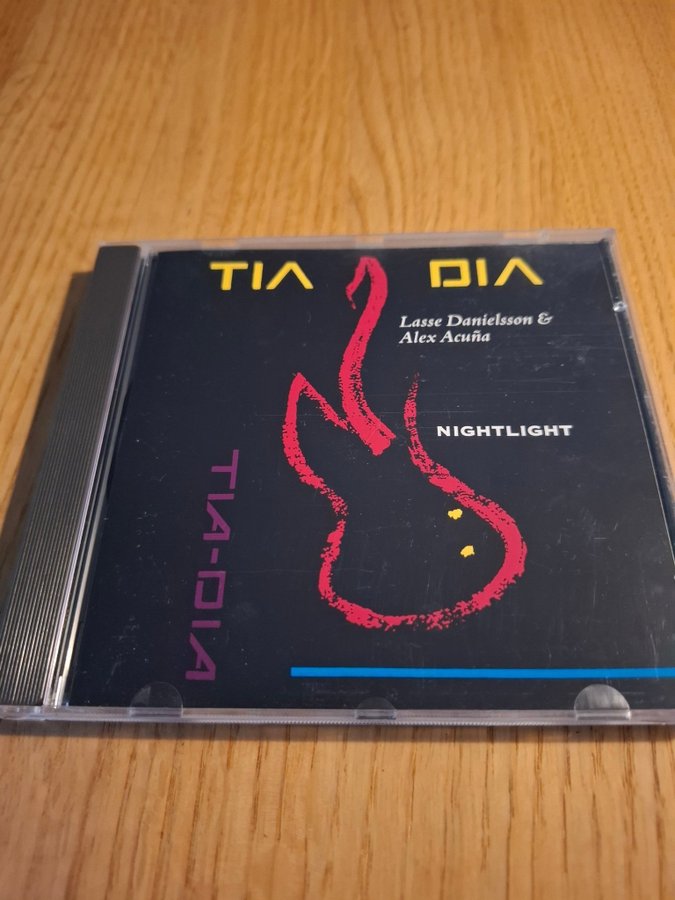 TIA DIA
Lasse Danielsson &
Alex Acuña
NIGHTLIGHT
TIA-DIA